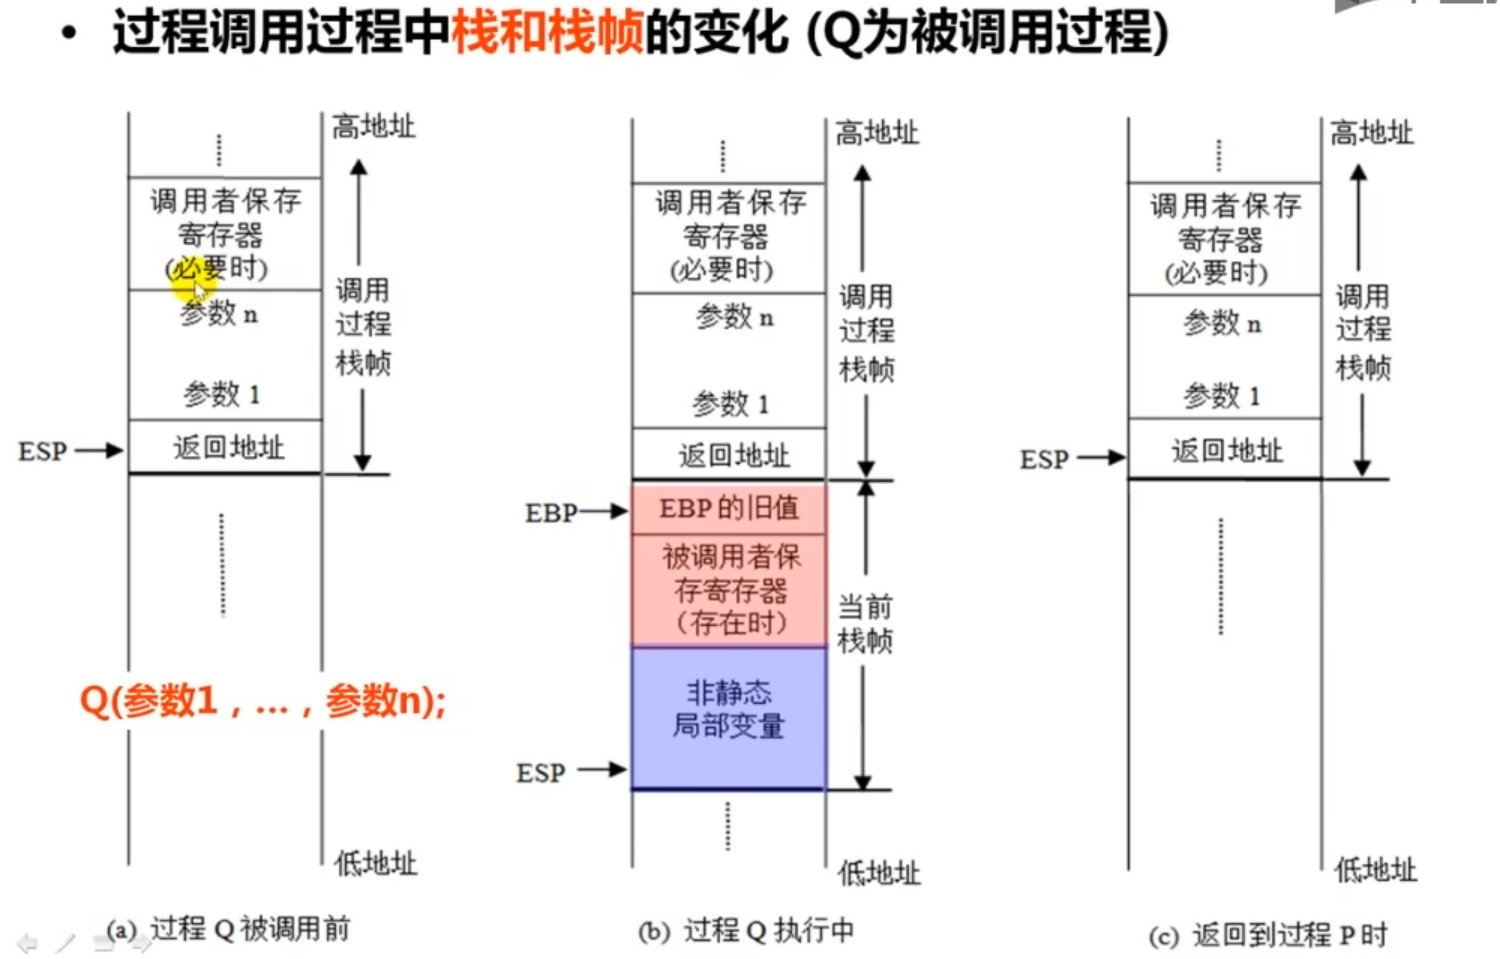 • 过程调用过程中栈和栈帧的变化 (Q为被调用过程)
高地址
调用者保存
寄存器
(必要时)
参数 n
参数 1
返回地址
ESP
调用
过程
栈帧
Q(参数1，…，参数n);
低地址
(a) 过程 Q 被调用前
高地址
调用者保存
寄存器
(必要时)
参数 n
参数 1
返回地址
调用
过程
栈帧
EBP
EBP 的旧值
被调用者保
存寄存器
（存在时）
当前
栈帧
非静态
局部变量
ESP
低地址
(b) 过程 Q 执行中
高地址
调用者保存
寄存器
(必要时)
参数 n
参数 1
返回地址
ESP
调用
过程
栈帧
低地址
(c) 返回到过程 P 时